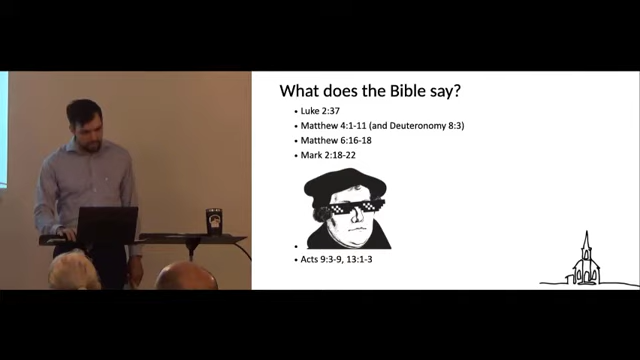 What does the Bible say?
• Luke 2:37
• Matthew 4:1-11 (and Deuteronomy 8:3)
• Matthew 6:16-18
• Mark 2:18-22
•
• Acts 9:3-9, 13:1-3